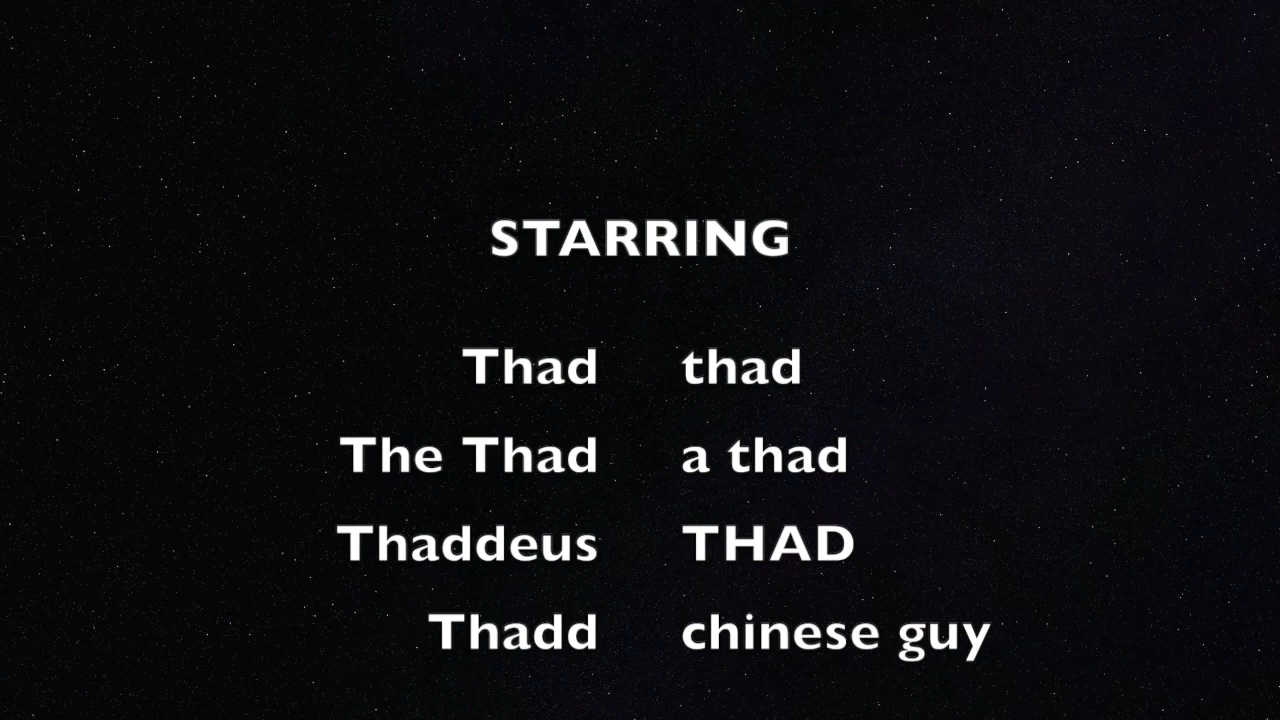 STARRING
Thad thad
The Thad a thad
Thaddeus THAD
Thadd chinese guy